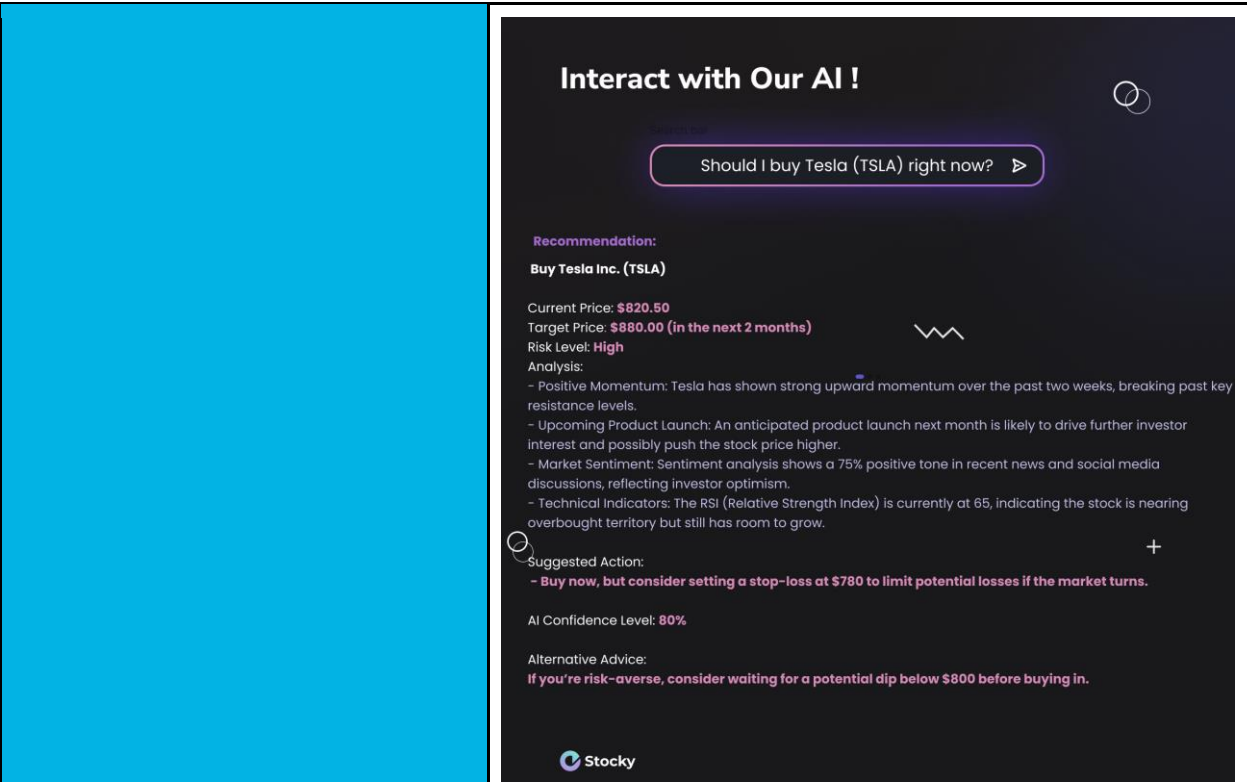 Interact with Our AI !
Search bar
Should I buy Tesla (TSLA) right now?
Recommendation:
Buy Tesla Inc. (TSLA)
Current Price: $820.50
Target Price: $880.00 (in the next 2 months)
Risk Level: High
Analysis:
- Positive Momentum: Tesla has shown strong upward momentum over the past two weeks, breaking past key
resistance levels.
- Upcoming Product Launch: An anticipated product launch next month is likely to drive further investor
interest and possibly push the stock price higher.
- Market Sentiment: Sentiment analysis shows a 75% positive tone in recent news and social media
discussions, reflecting investor optimism.
- Technical Indicators: The RSI (Relative Strength Index) is currently at 65, indicating the stock is nearing
overbought territory but still has room to grow.
Suggested Action:
- Buy now, but consider setting a stop-loss at $780 to limit potential losses if the market turns.
AI Confidence Level: 80%
Alternative Advice:
If you're risk-averse, consider waiting for a potential dip below $800 before buying in.
Stocky